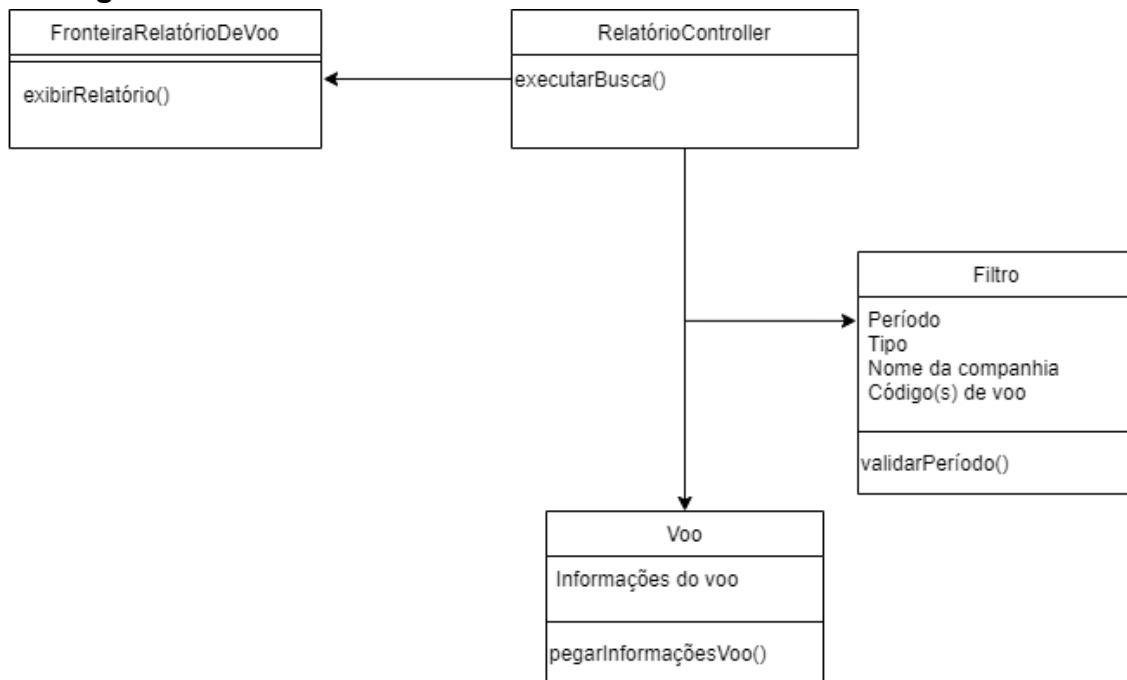 FronteiraRelatórioDeVoo
exibirRelatório()
RelatórioController
executarBusca()
Filtro
Período
Tipo
Nome da companhia
Código(s) de voo
validarPeríodo()
Voo
Informações do voo
pegarInformaçõesVoo()